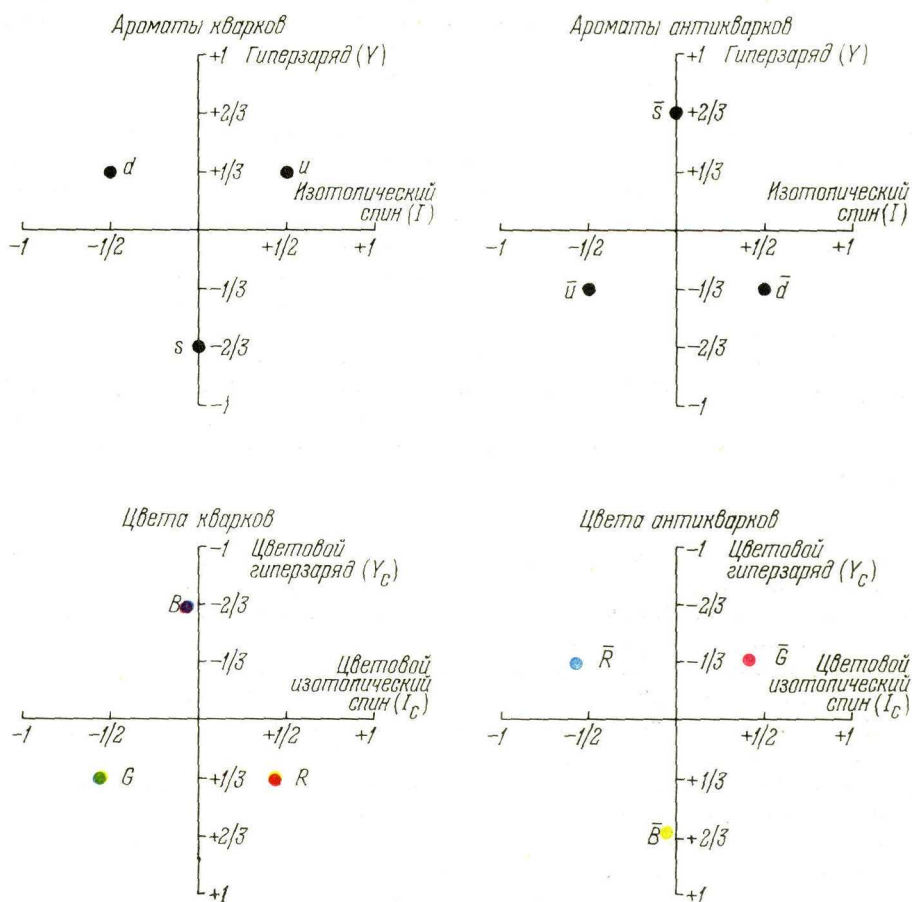 Ароматы кварков
+1 Гиперзаряд (Y)
+2/3
d
+1/3
u
Изотопический
спин (I)
-1
-1/2
+1/2
+1
-1/3
s
-2/3
-1
Ароматы антикварков
+1 Гиперзаряд (Y)
s̄
+2/3
+1/3
Изотопический
спин (I)
-1
-1/2
+1/2
+1
ū
-1/3
d̄
-2/3
-1
Цвета кварков
-1 Цветовой
гиперзаряд (Y_C)
B
-2/3
-1/3
Цветовой
изотопический
спин (I_C)
-1
-1/2
+1/2
+1
G
+1/3
R
+2/3
+1
Цвета антикварков
-1 Цветовой
гиперзаряд (Y_C)
-2/3
R̄
-1/3
Ḡ
Цветовой
изотопический
спин (I_C)
-1
-1/2
+1/2
+1
+1/3
B̄
+2/3
+1